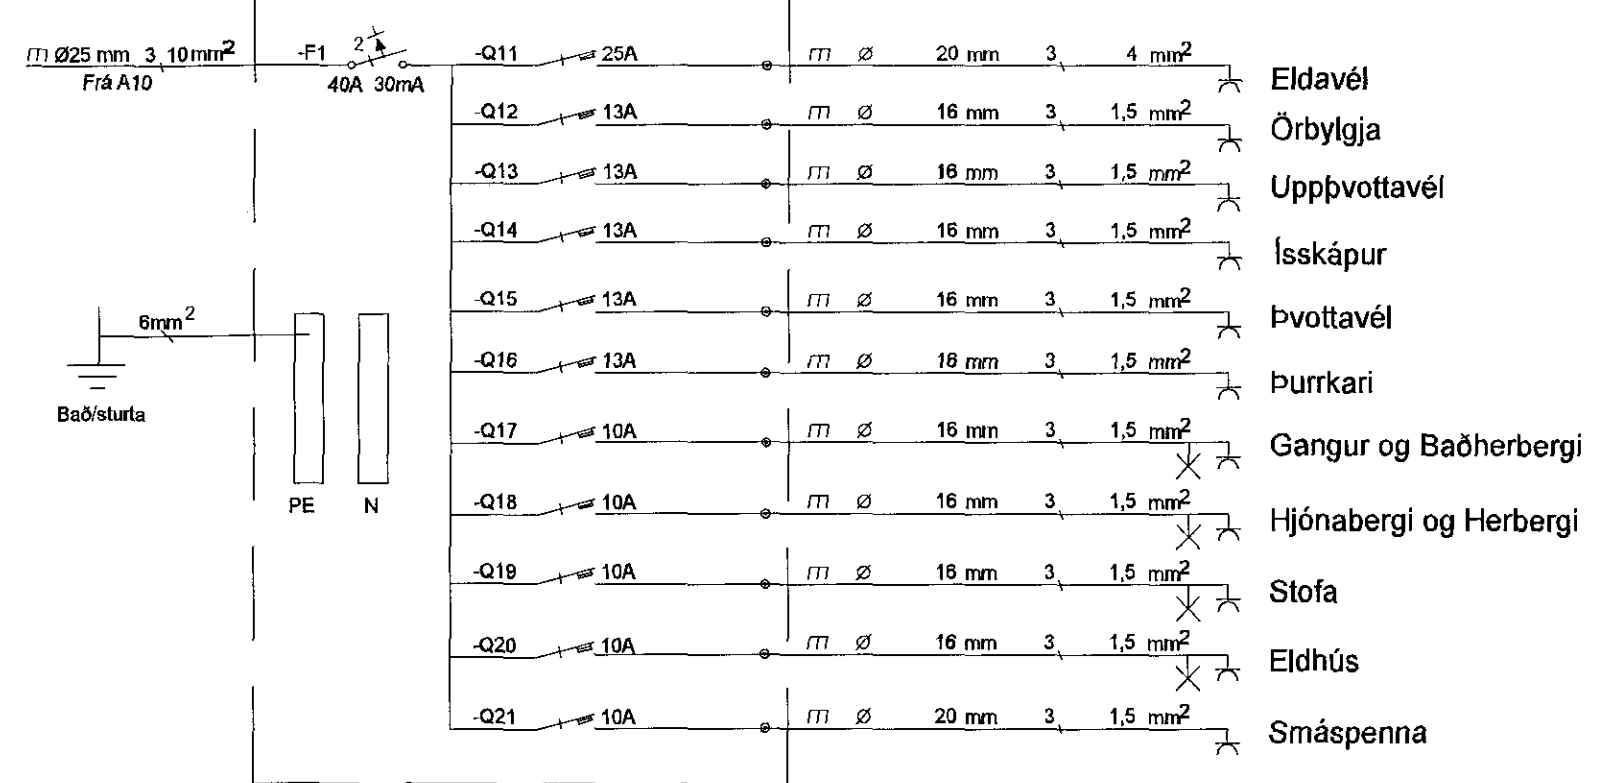 Ø25 mm 3 10mm² -F1 2 -Q11 25A Ø 20 mm 3 4 mm² Eldavél
Frá A10 40A 30mA
-Q12 13A Ø 16 mm 3 1,5 mm² Örbylgja
-Q13 13A Ø 16 mm 3 1,5 mm² Uppþvottavél
-Q14 13A Ø 16 mm 3 1,5 mm² Ísskápur
-Q15 13A Ø 16 mm 3 1,5 mm² Þvottavél
6mm²
-Q16 13A Ø 16 mm 3 1,5 mm² Þurrkari
Bað/sturta
-Q17 10A Ø 16 mm 3 1,5 mm² Gangur og Baðherbergi
PE N
-Q18 10A Ø 16 mm 3 1,5 mm² Hjónabergi og Herbergi
-Q19 10A Ø 16 mm 3 1,5 mm² Stofa
-Q20 10A Ø 16 mm 3 1,5 mm² Eldhús
-Q21 10A Ø 20 mm 3 1,5 mm² Smáspenna